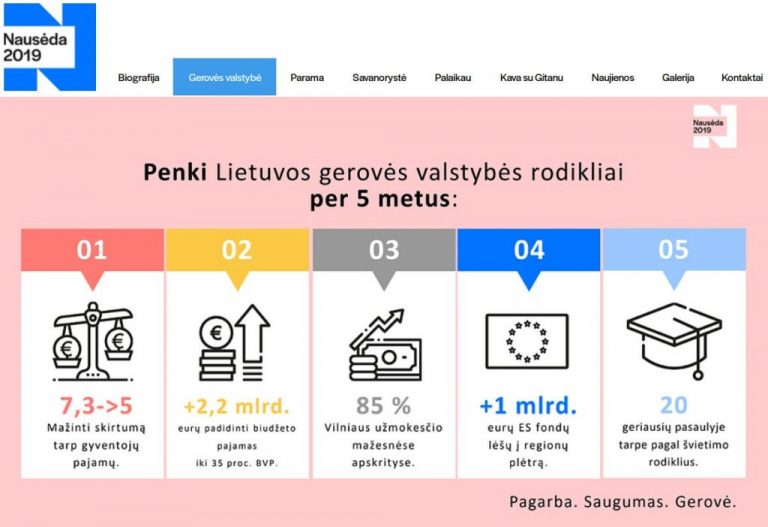 Nausėda
2019
Biografija Gerovės valstybė Parama Savanorystė Palaikau Kava su Gitanu Naujienos Galerija Kontaktai
Nausėda
2019
Penki Lietuvos gerovės valstybės rodikliai
per 5 metus:
01
7,3->5
Mažinti skirtumą
tarp gyventojų
pajamų.
02
+2,2 mlrd.
eurų padidinti biudžeto
pajamas
iki 35 proc. BVP.
03
85 %
Vilniaus užmokesčio
mažesnėse
apskrityse.
04
+1 mlrd.
eurų ES fondų
lėšų į regionų
plėtrą.
05
20
geriausių pasaulyje
tarpe pagal švietimo
rodiklius.
Pagarba. Saugumas. Gerovė.